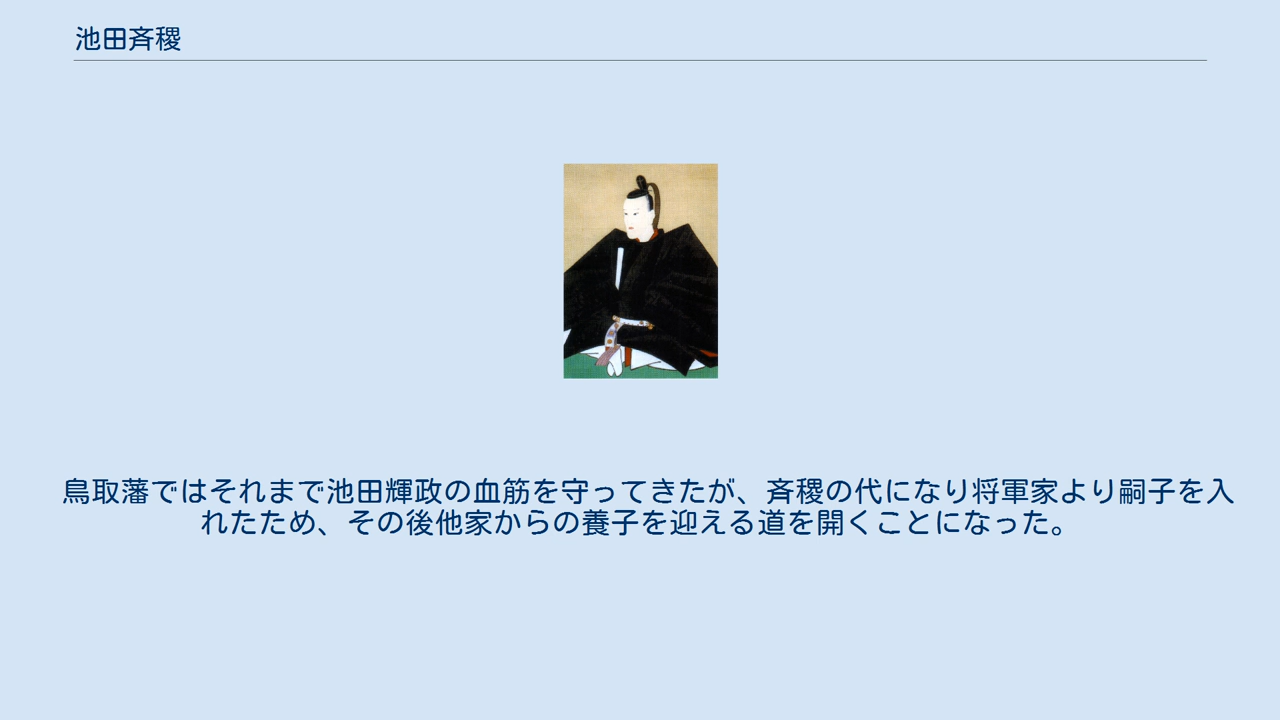 池田斉稷
鳥取藩ではそれまで池田輝政の血筋を守ってきたが、斉稷の代になり将軍家より嗣子を入
れたため、その後他家からの養子を迎える道を開くことになった。